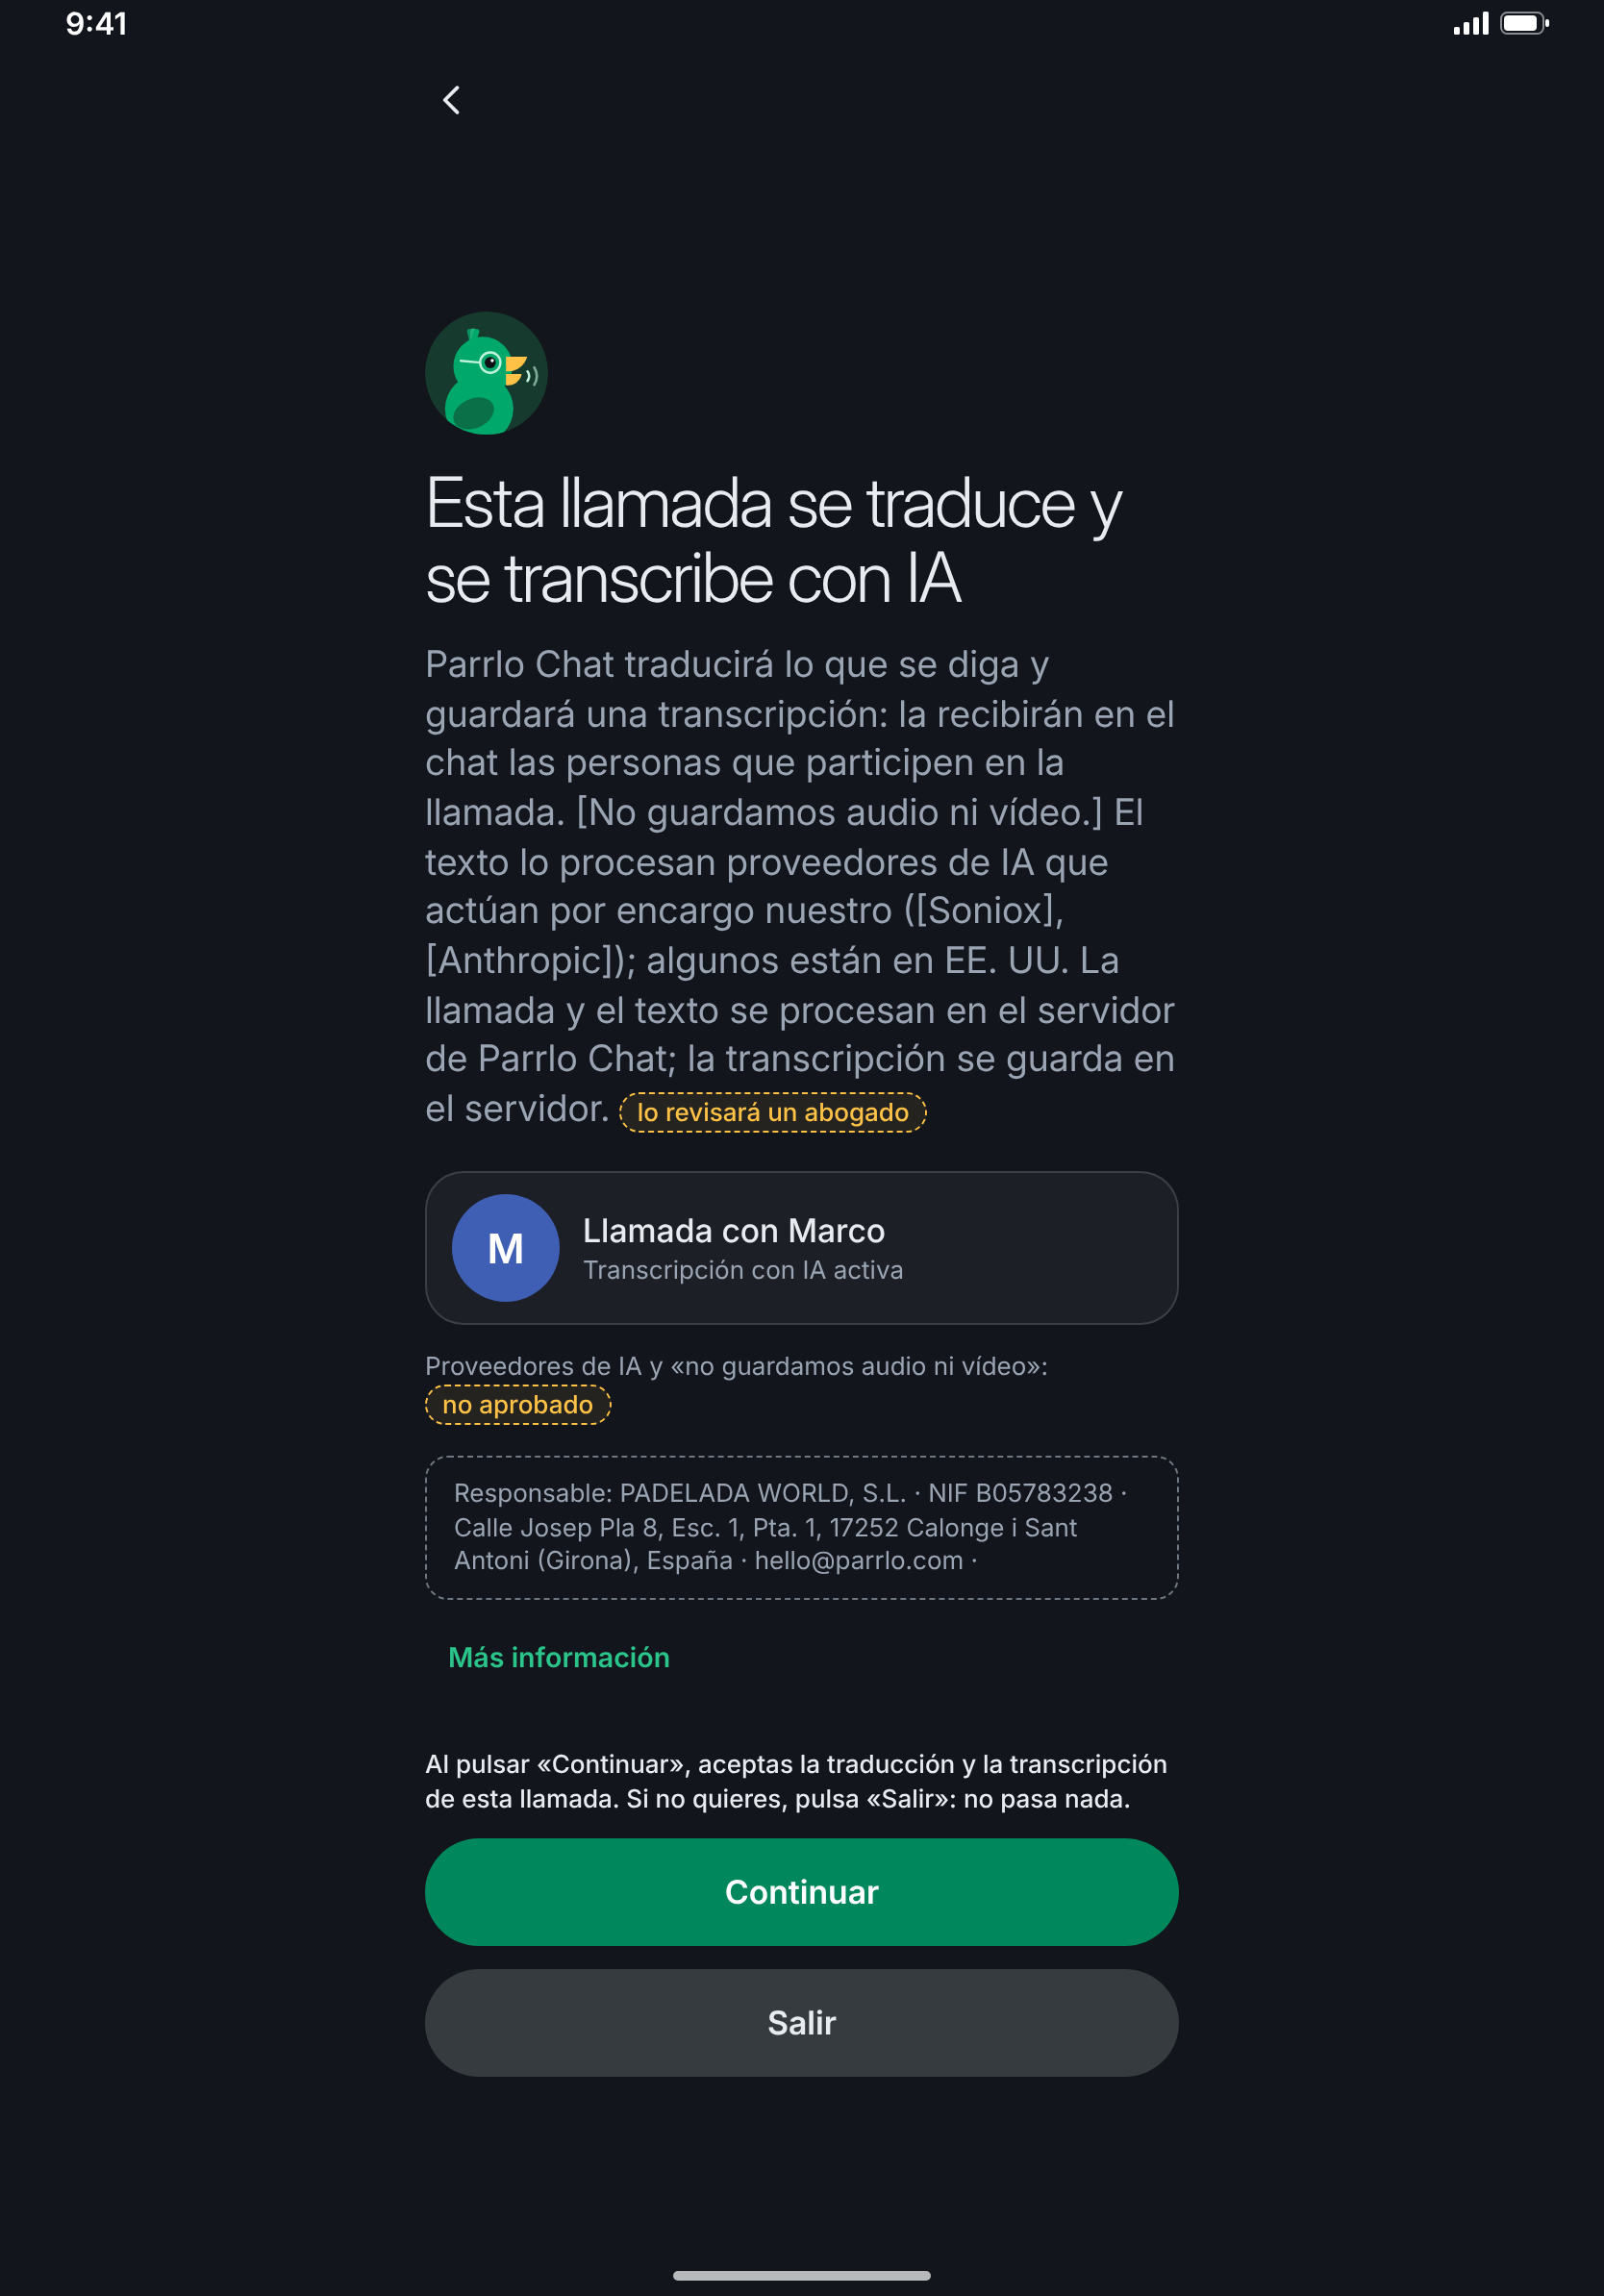 9:41
Esta llamada se traduce y
se transcribe con IA
Parrlo Chat traducirá lo que se diga y
guardará una transcripción: la recibirán en el
chat las personas que participen en la
llamada. [No guardamos audio ni vídeo.] El
texto lo procesan proveedores de IA que
actúan por encargo nuestro ([Soniox],
[Anthropic]); algunos están en EE. UU. La
llamada y el texto se procesan en el servidor
de Parrlo Chat; la transcripción se guarda en
el servidor. lo revisará un abogado
M
Llamada con Marco
Transcripción con IA activa
Proveedores de IA y «no guardamos audio ni vídeo»:
no aprobado
Responsable: PADELADA WORLD, S.L. · NIF B05783238 ·
Calle Josep Pla 8, Esc. 1, Pta. 1, 17252 Calonge i Sant
Antoni (Girona), España · hello@parrlo.com ·
Más información
Al pulsar «Continuar», aceptas la traducción y la transcripción
de esta llamada. Si no quieres, pulsa «Salir»: no pasa nada.
Continuar
Salir